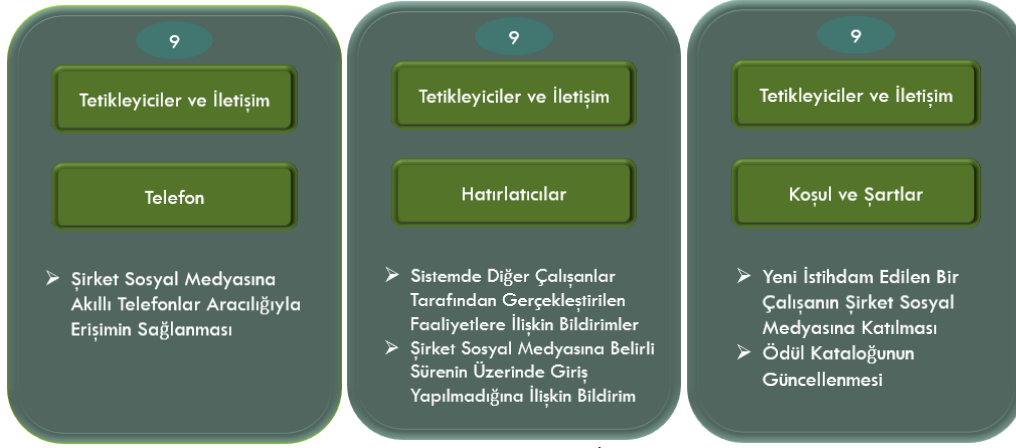 9
Tetikleyiciler ve İletişim
Telefon
➢ Şirket Sosyal Medyasına
Akıllı Telefonlar Aracılığıyla
Erişimin Sağlanması
9
Tetikleyiciler ve İletişim
Hatırlatıcılar
➢ Sistemde Diğer Çalışanlar
Tarafından Gerçekleştirilen
Faaliyetlere İlişkin Bildirimler
➢ Şirket Sosyal Medyasına Belirli
Sürenin Üzerinde Giriş
Yapılmadığına İlişkin Bildirim
9
Tetikleyiciler ve İletişim
Koşul ve Şartlar
➢ Yeni İstihdam Edilen Bir
Çalışanın Şirket Sosyal
Medyasına Katılması
➢ Ödül Kataloğunun
Güncellenmesi